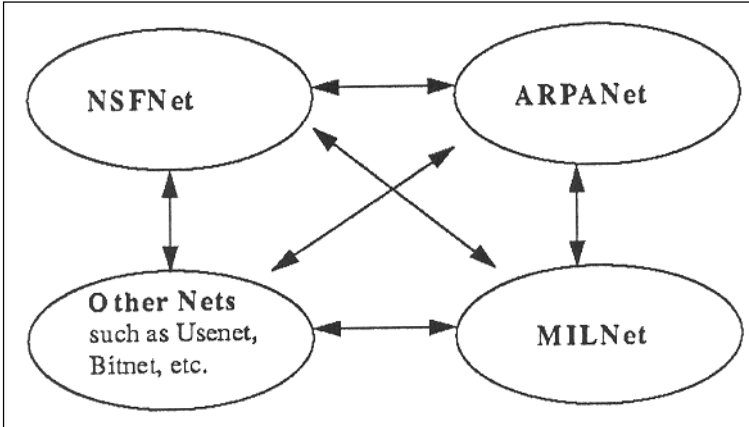 NSFNet
ARPANet
Other Nets
such as Usenet,
Bitnet, etc.
MILNet